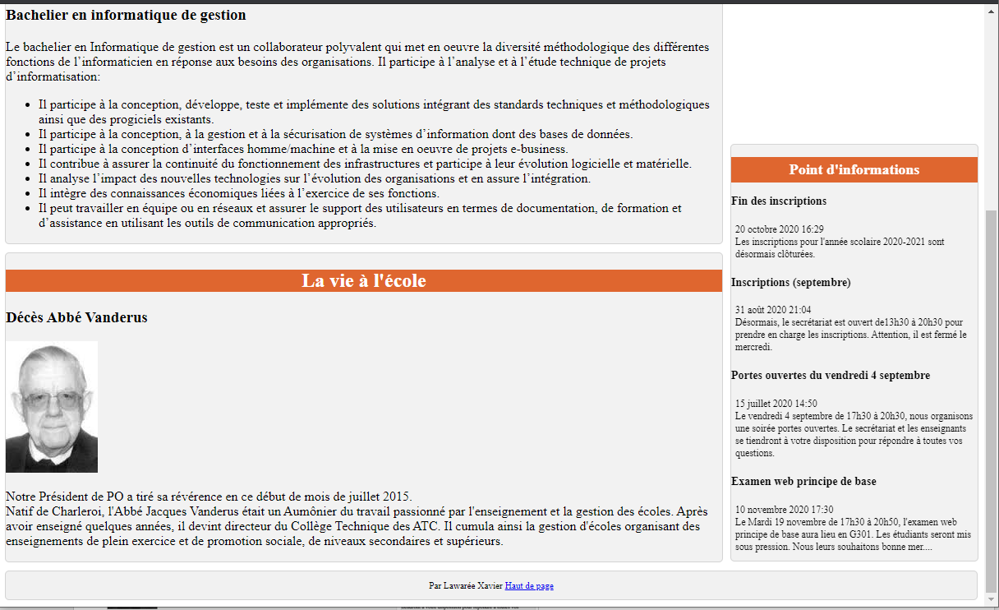 Bachelier en informatique de gestion
Le bachelier en Informatique de gestion est un collaborateur polyvalent qui met en oeuvre la diversité méthodologique des différentes
fonctions de l’informaticien en réponse aux besoins des organisations. Il participe à l’analyse et à l’étude technique de projets
d’informatisation:
• Il participe à la conception, développe, teste et implémente des solutions intégrant des standards techniques et méthodologiques
ainsi que des progiciels existants.
• Il participe à la conception, à la gestion et à la sécurisation de systèmes d’information dont des bases de données.
• Il participe à la conception d’interfaces homme/machine et à la mise en oeuvre de projets e-business.
• Il contribue à assurer la continuité du fonctionnement des infrastructures et participe à leur évolution logicielle et matérielle.
• Il analyse l’impact des nouvelles technologies sur l’évolution des organisations et en assure l’intégration.
• Il intègre des connaissances économiques liées à l’exercice de ses fonctions.
• Il peut travailler en équipe ou en réseaux et assurer le support des utilisateurs en termes de documentation, de formation et
d’assistance en utilisant les outils de communication appropriés.
La vie à l'école
Décès Abbé Vanderus
Notre Président de PO a tiré sa révérence en ce début de mois de juillet 2015.
Natif de Charleroi, l'Abbé Jacques Vanderus était un Aumônier du travail passionné par l'enseignement et la gestion des écoles. Après
avoir enseigné quelques années, il devint directeur du Collège Technique des ATC. Il cumula ainsi la gestion d'écoles organisant des
enseignements de plein exercice et de promotion sociale, de niveaux secondaires et supérieurs.
Point d'informations
Fin des inscriptions
20 octobre 2020 16:29
Les inscriptions pour l'année scolaire 2020-2021 sont
désormais clôturées.
Inscriptions (septembre)
31 août 2020 21:04
Désormais, le secrétariat est ouvert de13h30 à 20h30 pour
prendre en charge les inscriptions. Attention, il est fermé le
mercredi.
Portes ouvertes du vendredi 4 septembre
15 juillet 2020 14:50
Le vendredi 4 septembre de 17h30 à 20h30, nous organisons
une soirée portes ouvertes. Le secrétariat et les enseignants
se tiendront à votre disposition pour répondre à toutes vos
questions.
Examen web principe de base
10 novembre 2020 17:30
Le Mardi 19 novembre de 17h30 à 20h50, l'examen web
principe de base aura lieu en G301. Les étudiants seront mis
sous pression. Nous leurs souhaitons bonne mer....
Par Lawarée Xavier Haut de page